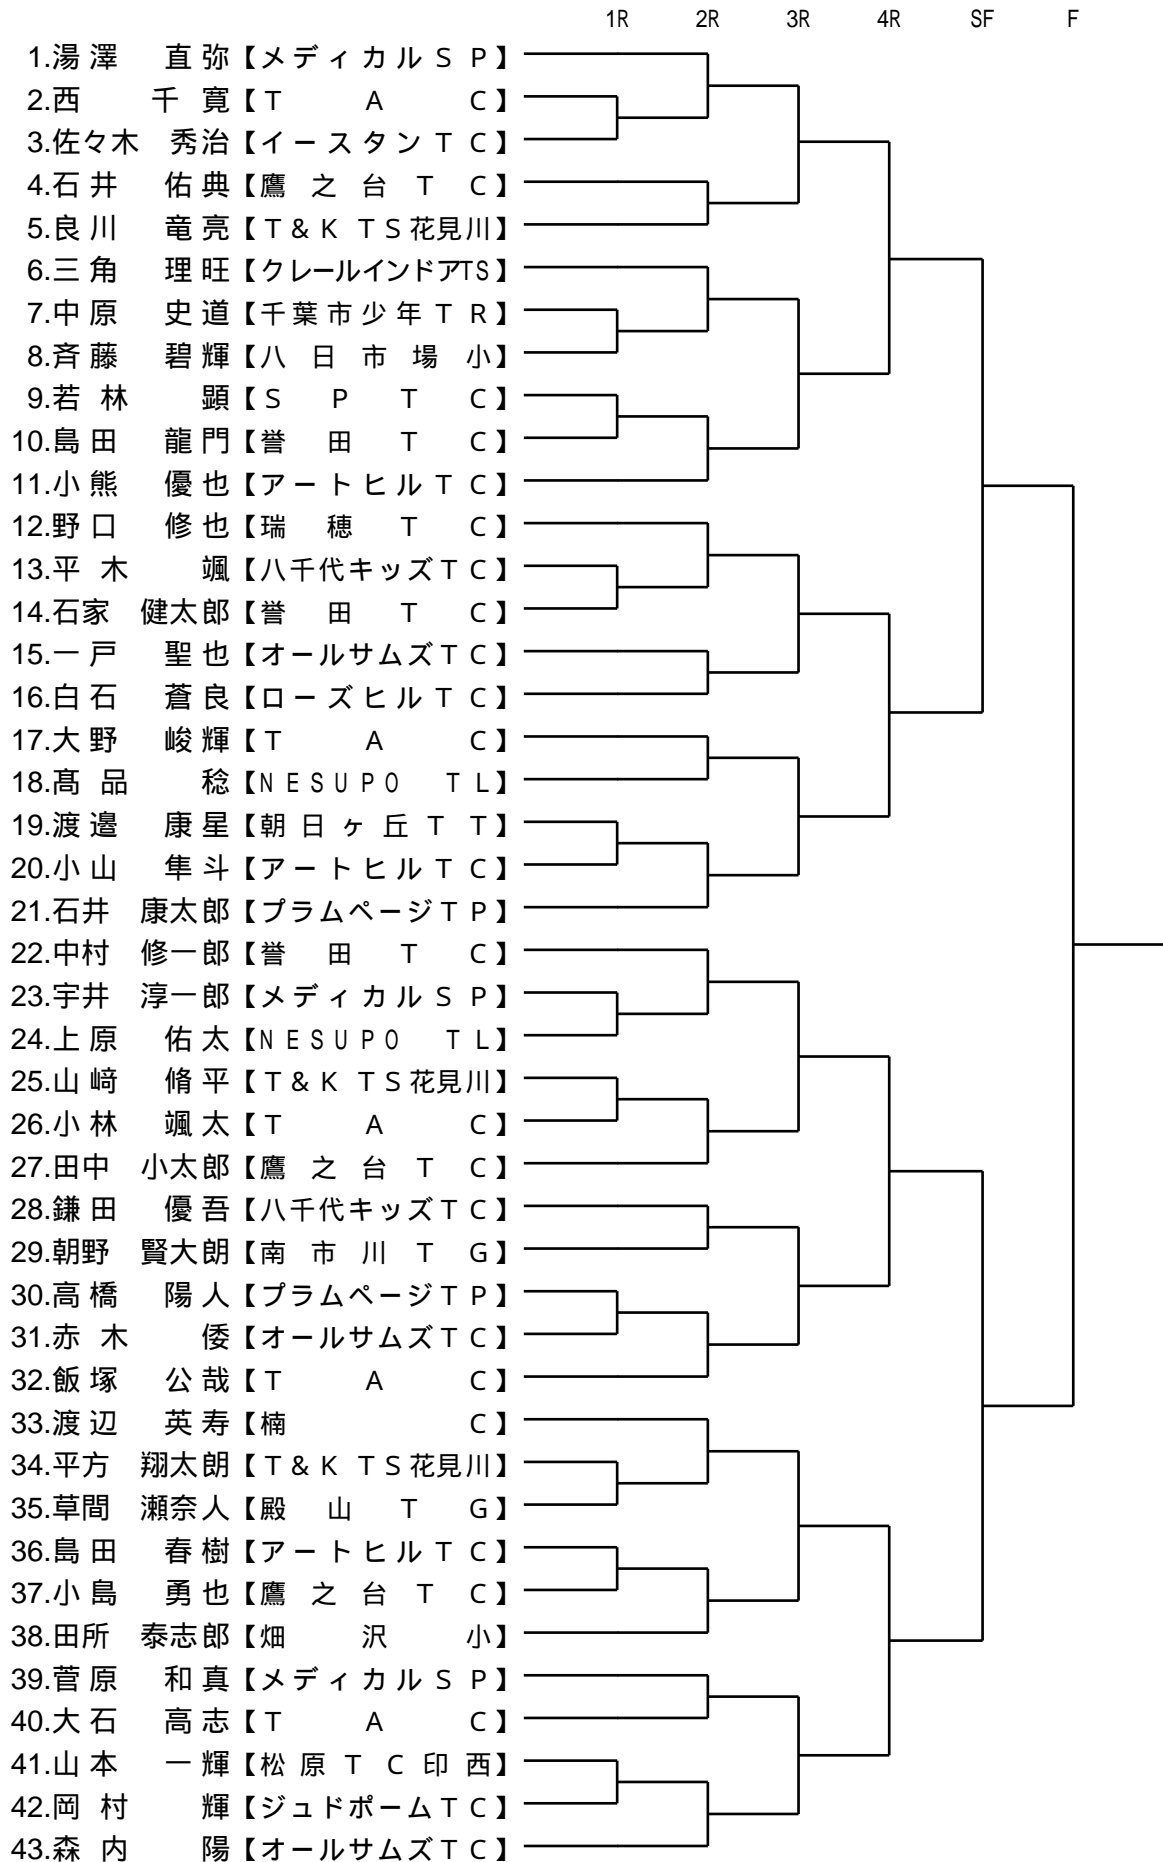 1R 2R 3R 4R SF F
1.湯澤 直弥【メディカルSP】
2.西 千寛【TAC】
3.佐々木 秀治【イースタンTC】
4.石井 佑典【鷹之台TC】
5.良川 竜亮【T&K TS花見川】
6.三角 理旺【クレールインドアTS】
7.中原 史道【千葉市少年TR】
8.斉藤 碧輝【八日市場小】
9.若林 顕【SPTC】
10.島田 龍門【誉田TC】
11.小熊 優也【アートヒルTC】
12.野口 修也【瑞穂TC】
13.平木 颯【八千代キッズTC】
14.石家 健太郎【誉田TC】
15.一戸 聖也【オールサムズTC】
16.白石 蒼良【ローズヒルTC】
17.大野 峻輝【TAC】
18.髙品 稔【NESUPO TL】
19.渡邉 康星【朝日ヶ丘TT】
20.小山 隼斗【アートヒルTC】
21.石井 康太郎【プラムページTP】
22.中村 修一郎【誉田TC】
23.宇井 淳一郎【メディカルSP】
24.上原 佑太【NESUPO TL】
25.山﨑 脩平【T&K TS花見川】
26.小林 颯太【TAC】
27.田中 小太郎【鷹之台TC】
28.鎌田 優吾【八千代キッズTC】
29.朝野 賢大朗【南市川TG】
30.高橋 陽人【プラムページTP】
31.赤木 倭【オールサムズTC】
32.飯塚 公哉【TAC】
33.渡辺 英寿【楠C】
34.平方 翔太朗【T&K TS花見川】
35.草間 瀬奈人【殿山TG】
36.島田 春樹【アートヒルTC】
37.小島 勇也【鷹之台TC】
38.田所 泰志郎【畑沢小】
39.菅原 和真【メディカルSP】
40.大石 高志【TAC】
41.山本 一輝【松原TC印西】
42.岡村 輝【ジュドポームTC】
43.森内 陽【オールサムズTC】